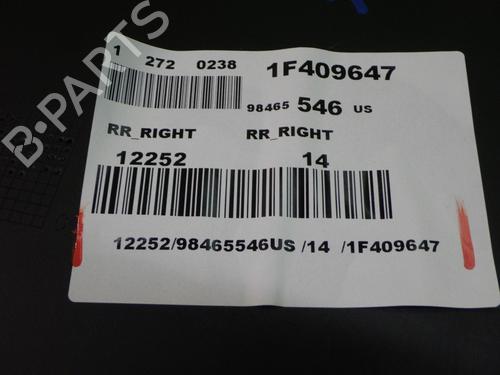 1 272 0238 1F409647
98465 546 US
RR_RIGHT RR_RIGHT
12252 14
12252/98465546US /14 /1F409647
B-PARTS